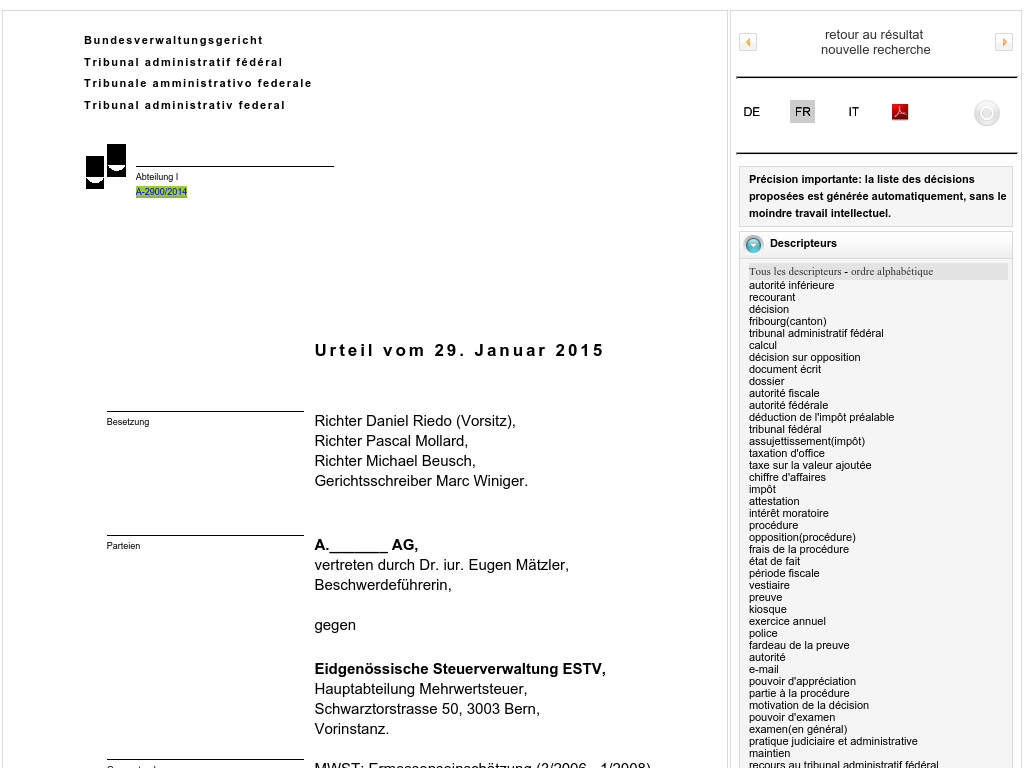 Bundesverwaltungsgericht
Tribunal administratif fédéral
Tribunale amministrativo federale
Tribunal administrativ federal
Abteilung I
A-2900/2014
Urteil vom 29. Januar 2015
Besetzung
Richter Daniel Riedo (Vorsitz),
Richter Pascal Mollard,
Richter Michael Beusch,
Gerichtsschreiber Marc Winiger.
Parteien
A._______ AG,
vertreten durch Dr. iur. Eugen Mätzler,
Beschwerdeführerin,
gegen
Eidgenössische Steuerverwaltung ESTV,
Hauptabteilung Mehrwertsteuer,
Schwarztorstrasse 50, 3003 Bern,
Vorinstanz.
MWST; Ermessenseinschätzung (3/2006 - 1/2008)
retour au résultat
nouvelle recherche
DE FR IT
Précision importante: la liste des décisions
proposées est générée automatiquement, sans le
moindre travail intellectuel.
Descripteurs
Tous les descripteurs - ordre alphabétique
autorité inférieure
recourant
décision
fribourg(canton)
tribunal administratif fédéral
calcul
décision sur opposition
document écrit
dossier
autorité fiscale
autorité fédérale
déduction de l'impôt préalable
tribunal fédéral
assujettissement(impôt)
taxation d'office
taxe sur la valeur ajoutée
chiffre d'affaires
impôt
attestation
intérêt moratoire
procédure
opposition(procédure)
frais de la procédure
état de fait
période fiscale
vestiaire
preuve
kiosque
exercice annuel
police
fardeau de la preuve
autorité
e-mail
pouvoir d'appréciation
partie à la procédure
motivation de la décision
pouvoir d'examen
examen(en général)
pratique judiciaire et administrative
maintien
recours au tribunal administratif fédéral